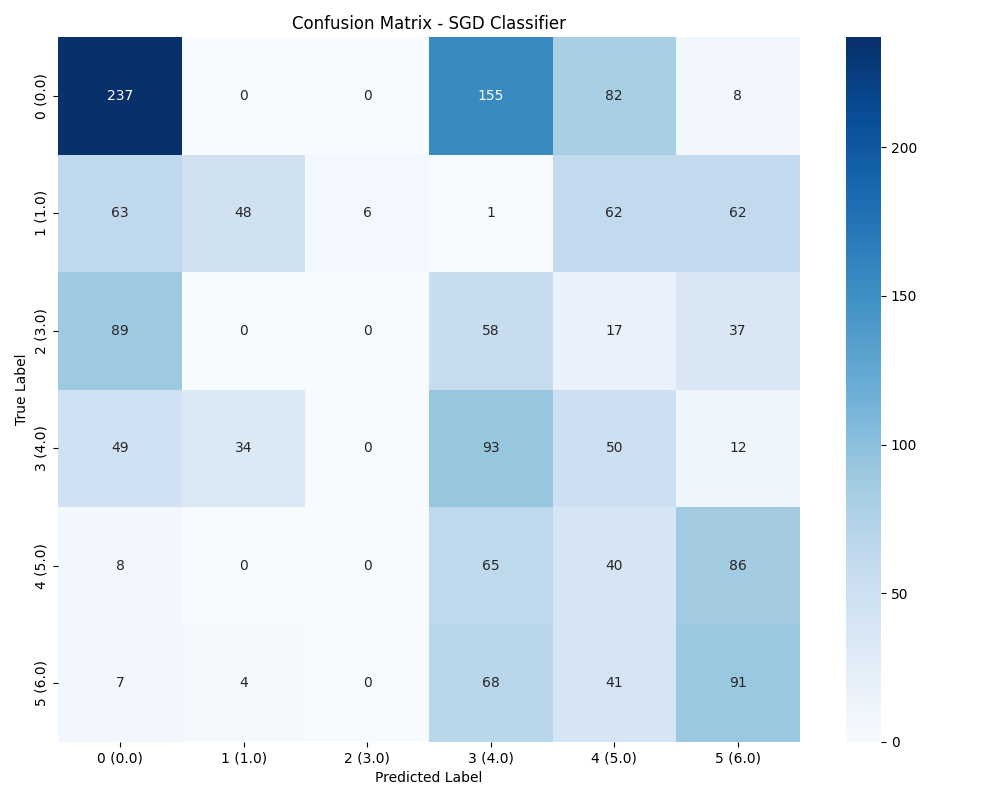 Confusion Matrix - SGD Classifier
True Label
0 (0.0) 237 0 0 155 82 8
1 (1.0) 63 48 6 1 62 62
2 (3.0) 89 0 0 58 17 37
3 (4.0) 49 34 0 93 50 12
4 (5.0) 8 0 0 65 40 86
5 (6.0) 7 4 0 68 41 91
0 (0.0) 1 (1.0) 2 (3.0) 3 (4.0) 4 (5.0) 5 (6.0)
Predicted Label
200
150
100
50
0